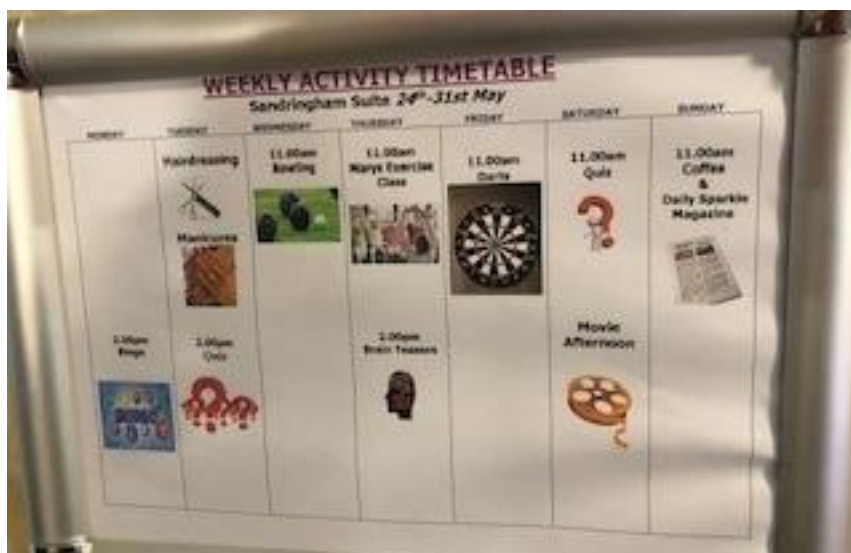 WEEKLY ACTIVITY TIMETABLE
Sandringham Suite 24th-31st May
MONDAY TUESDAY WEDNESDAY THURSDAY FRIDAY SATURDAY SUNDAY
Hairdressing
Manicures
11.00am
Bowling
11.00am
Marys Exercise
Class
11.00am
Darts
11.00am
Quiz
11.00am
Coffee
&
Daily Sparkle
Magazine
Bingo
2.00pm
Quiz
2.00pm
Brain Teasers
Movie
Afternoon